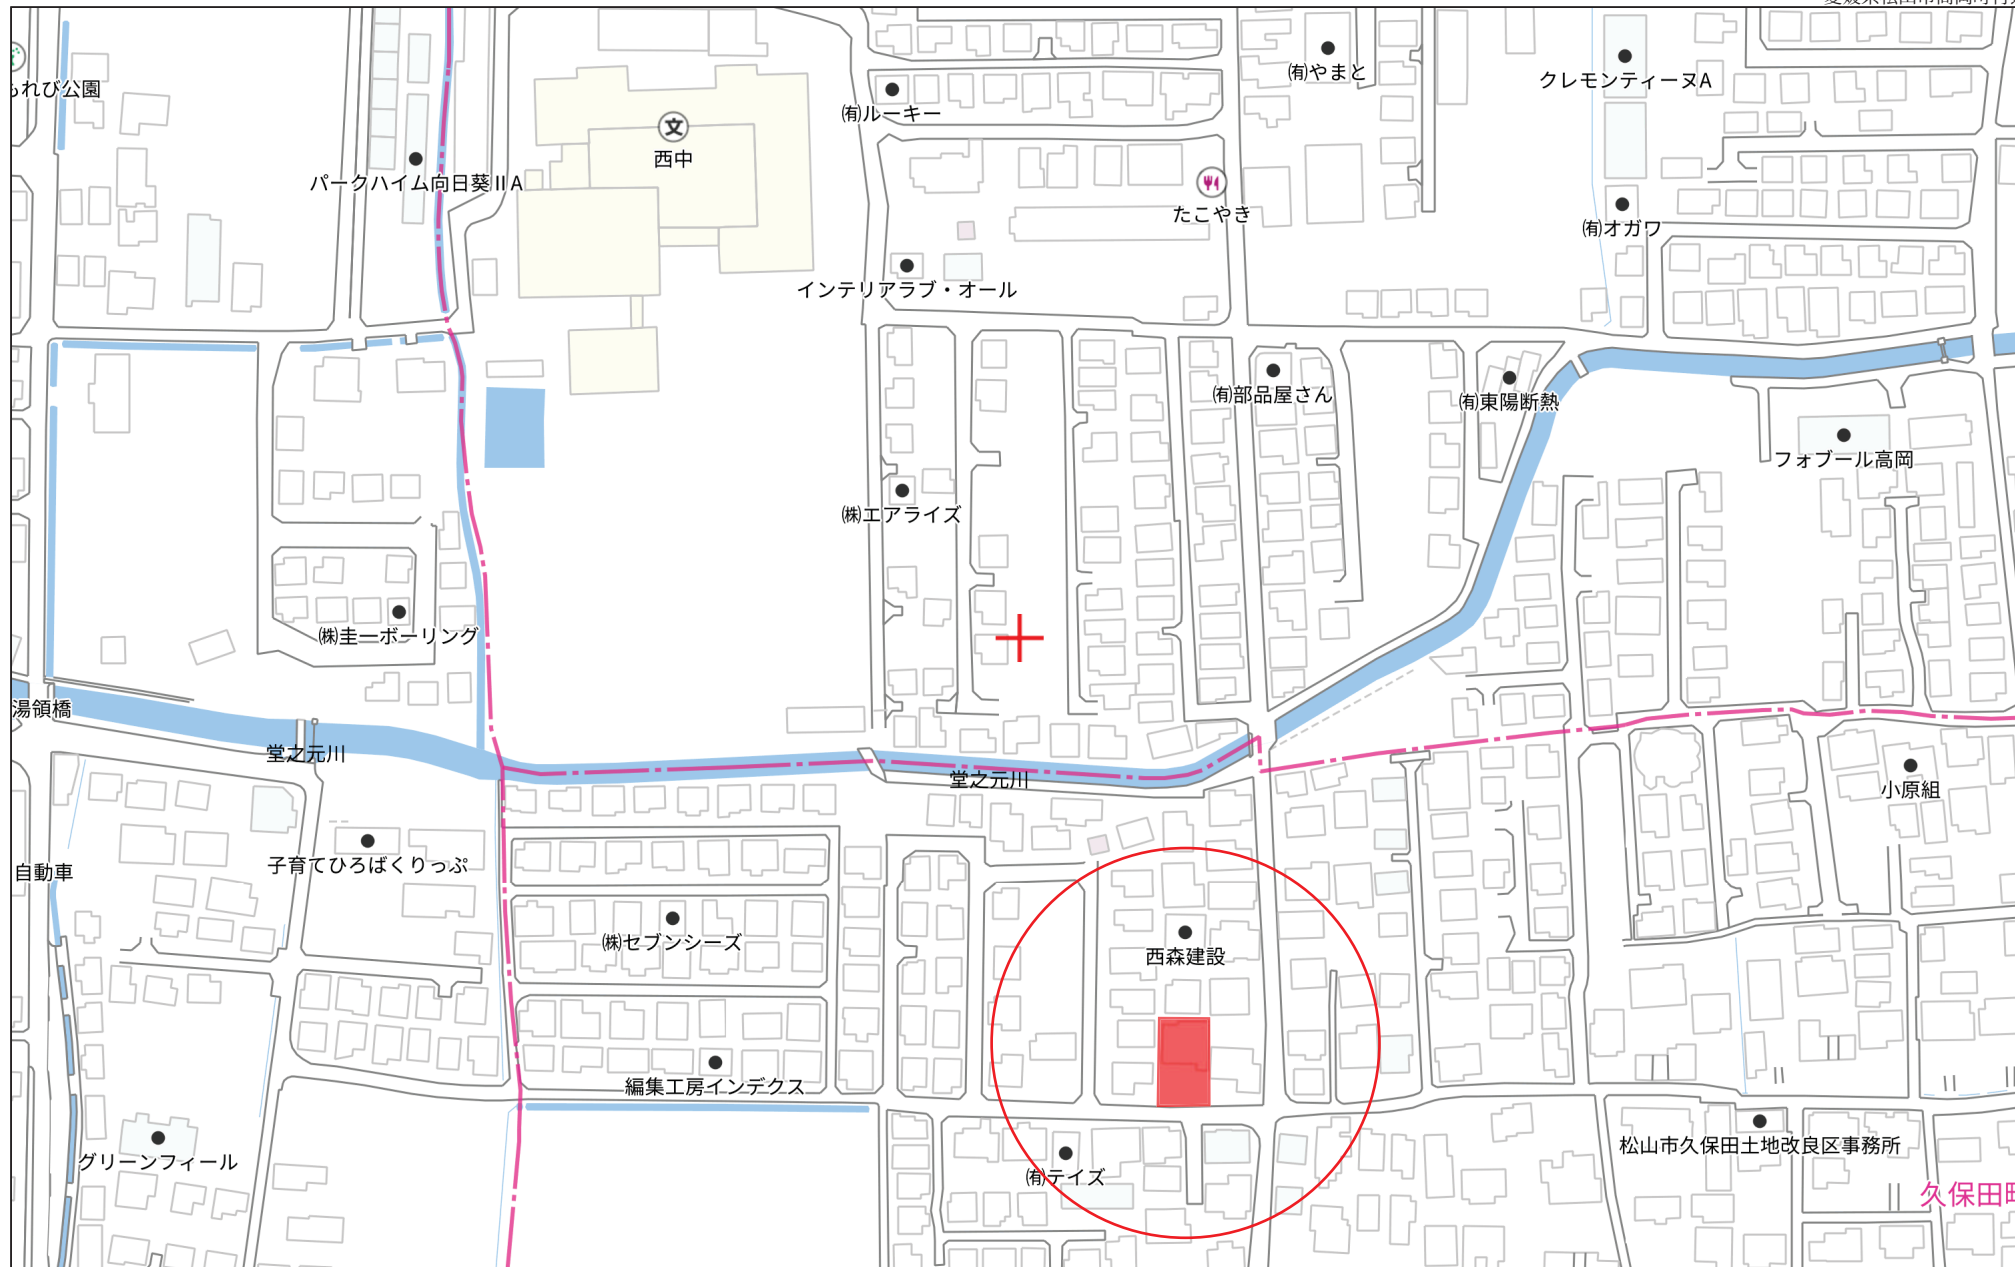 もれび公園
パークハイム向日葵ⅡA
文
西中
㈲ルーキー
㈲やまと
クレモンティーヌA
たこやき
㈲オガワ
インテリアラブ・オール
㈲部品屋さん
㈲東陽断熱
フォブール高岡
㈱エアライズ
㈱圭一ボーリング
湯領橋
堂之元川
堂之元川
小原組
自動車
子育てひろばくりっぷ
㈱セブンシーズ
西森建設
編集工房インデクス
グリーンフィール
㈲テイズ
松山市久保田土地改良区事務所
久保田町